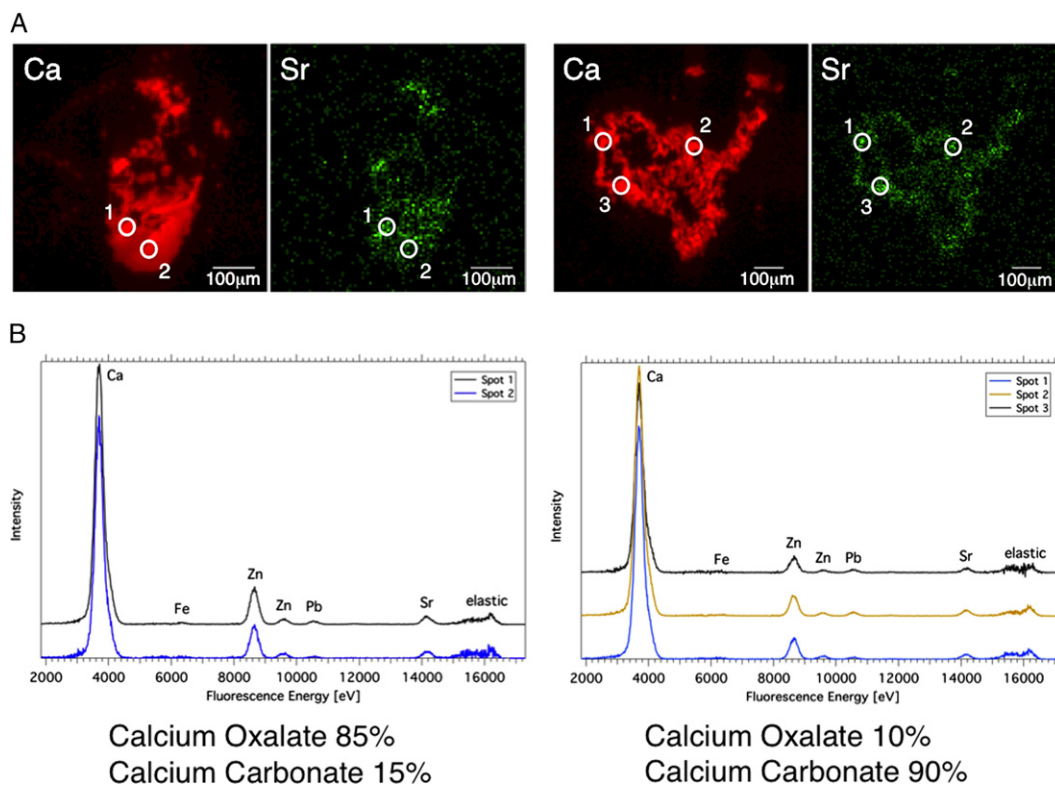 A
Ca
1
2
100μm
Sr
1
2
100μm
Ca
1
2
3
100μm
Sr
1
2
3
100μm
B
Ca
Spot 1
Spot 2
Intensity
Fe
Zn
Zn
Pb
Sr
elastic
2000 4000 6000 8000 10000 12000 14000 16000
Fluorescence Energy [eV]
Calcium Oxalate 85%
Calcium Carbonate 15%
Ca
Spot 1
Spot 2
Spot 3
Intensity
Fe
Zn
Zn
Pb
Sr
elastic
2000 4000 6000 8000 10000 12000 14000 16000
Fluorescence Energy [eV]
Calcium Oxalate 10%
Calcium Carbonate 90%